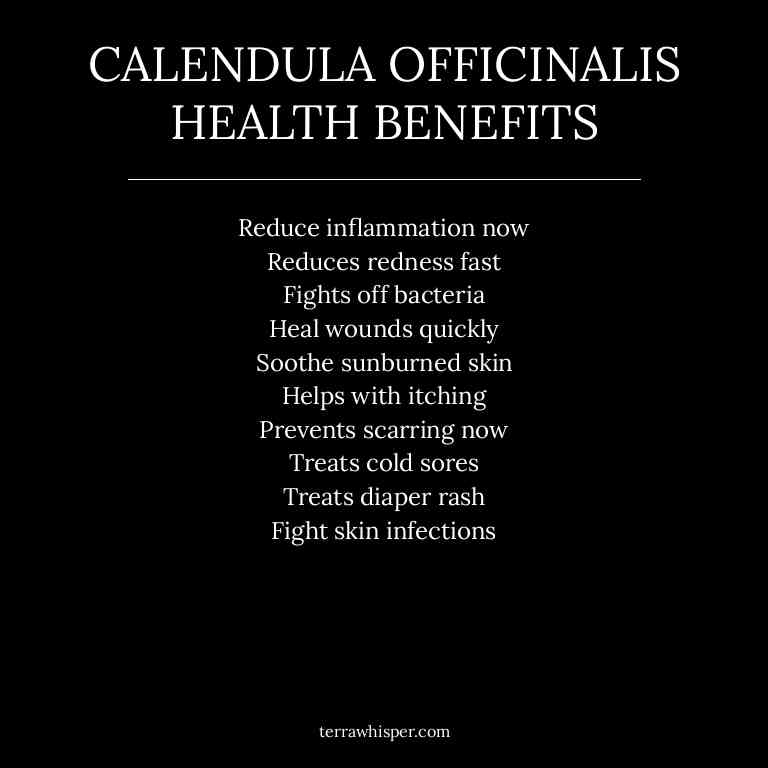 CALENDULA OFFICINALIS
HEALTH BENEFITS
Reduce inflammation now
Reduces redness fast
Fights off bacteria
Heal wounds quickly
Soothe sunburned skin
Helps with itching
Prevents scarring now
Treats cold sores
Treats diaper rash
Fight skin infections
terrawhisper.com